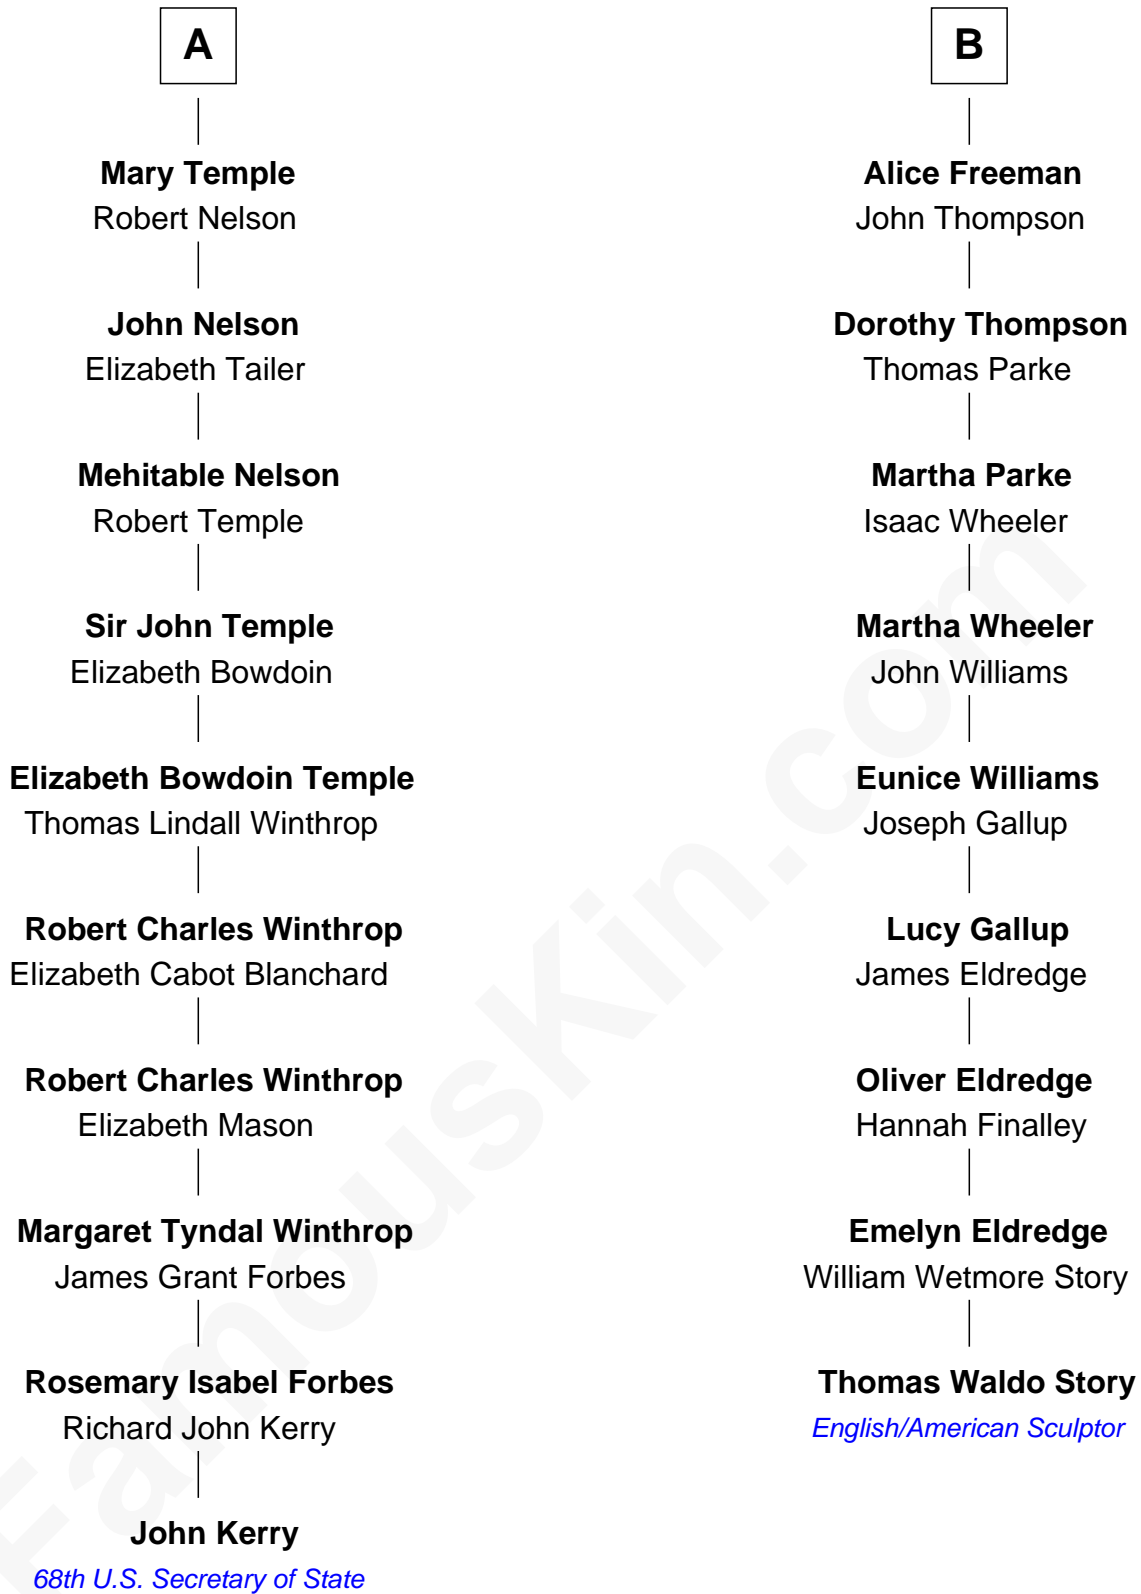 A
Mary Temple
Robert Nelson
John Nelson
Elizabeth Tailer
Mehitable Nelson
Robert Temple
Sir John Temple
Elizabeth Bowdoin
Elizabeth Bowdoin Temple
Thomas Lindall Winthrop
Robert Charles Winthrop
Elizabeth Cabot Blanchard
Robert Charles Winthrop
Elizabeth Mason
Margaret Tyndal Winthrop
James Grant Forbes
Rosemary Isabel Forbes
Richard John Kerry
John Kerry
68th U.S. Secretary of State
B
Alice Freeman
John Thompson
Dorothy Thompson
Thomas Parke
Martha Parke
Isaac Wheeler
Martha Wheeler
John Williams
Eunice Williams
Joseph Gallup
Lucy Gallup
James Eldredge
Oliver Eldredge
Hannah Finalley
Emelyn Eldredge
William Wetmore Story
Thomas Waldo Story
English/American Sculptor
FamousKin.com